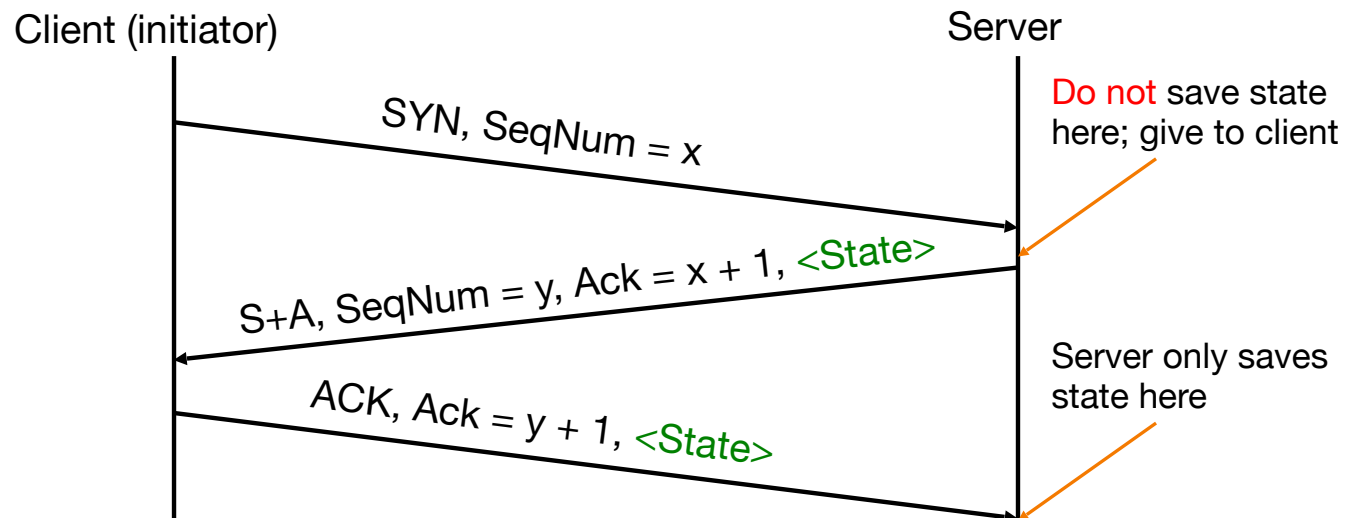 Client (initiator)
Server
Do not save state
here; give to client
SYN, SeqNum = x
S+A, SeqNum = y, Ack = x + 1, <State>
Server only saves
state here
ACK, Ack = y + 1, <State>